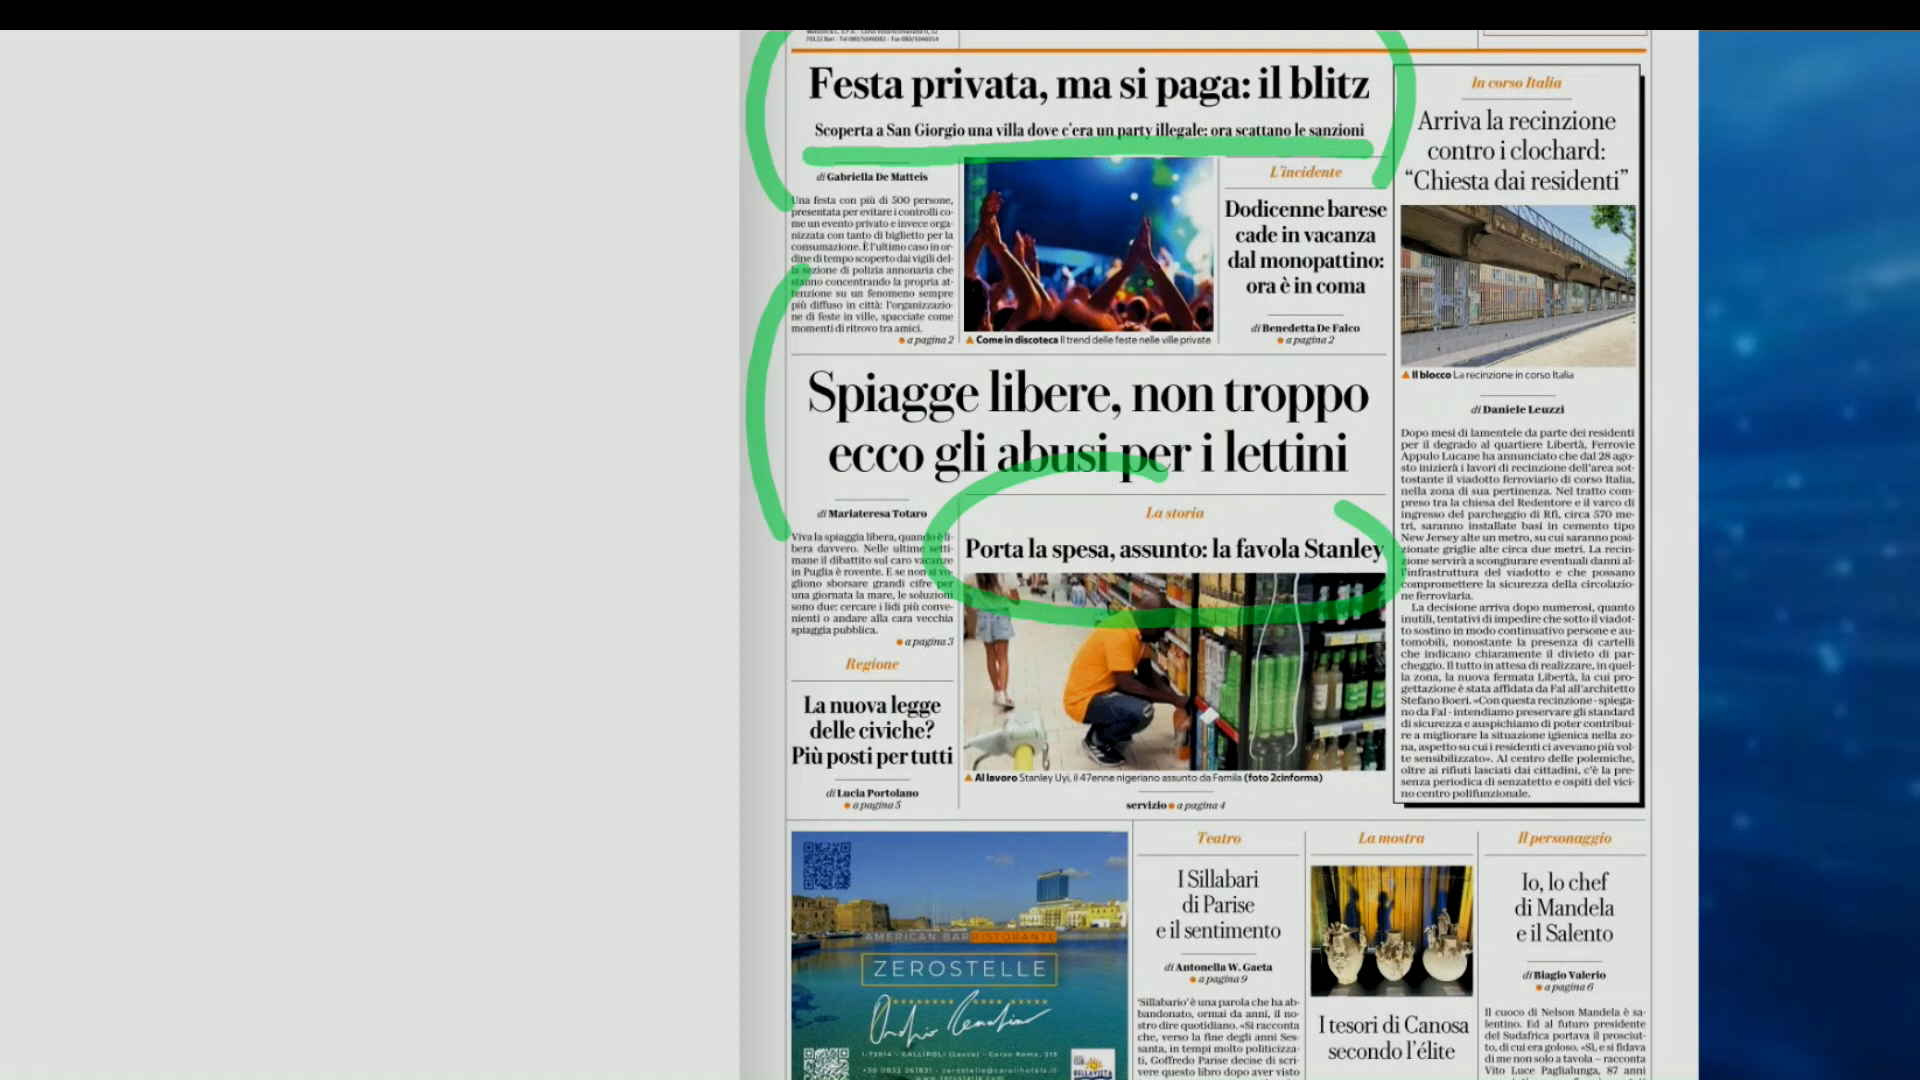 70122 Bari - Tel 080/5046002 - Fax 080/5046014
Festa privata, ma si paga: il blitz
Scoperta a San Giorgio una villa dove c'era un party illegale: ora scattano le sanzioni
di Gabriella De Matteis
Una festa con più di 500 persone,
presentata per evitare i controlli co-
me un evento privato e invece orga-
nizzata con tanto di biglietto per la
consumazione. È l'ultimo caso in or-
dine di tempo scoperto dai vigili del-
la sezione di polizia annonaria che
stanno concentrando la propria at-
tenzione su un fenomeno sempre
più diffuso in città: l'organizzazio-
ne di feste in ville, spacciate come
momenti di ritrovo tra amici.
a pagina 2
Come in discoteca Il trend delle feste nelle ville private
L'incidente
Dodicenne barese
cade in vacanza
dal monopattino:
ora è in coma
di Benedetta De Falco
a pagina 2
Spiagge libere, non troppo
ecco gli abusi per i lettini
di Mariateresa Totaro
Viva la spiaggia libera, quando è li-
bera davvero. Nelle ultime setti-
mane il dibattito sul caro vacanze
in Puglia è rovente. E se non si vo-
gliono sborsare grandi cifre per
una giornata la mare, le soluzioni
sono due: cercare i lidi più conve-
nienti o andare alla cara vecchia
spiaggia pubblica.
a pagina 3
Regione
La nuova legge
delle civiche?
Più posti per tutti
di Lucia Portolano
a pagina 5
La storia
Porta la spesa, assunto: la favola Stanley
Al lavoro Stanley Uyi, il 47enne nigeriano assunto da Famila (foto 2cinforma)
servizio a pagina 4
In corso Italia
Arriva la recinzione
contro i clochard:
“Chiesta dai residenti”
Il blocco La recinzione in corso Italia
di Daniele Leuzzi
Dopo mesi di lamentele da parte dei residenti
per il degrado al quartiere Libertà, Ferrovie
Appulo Lucane ha annunciato che dal 28 ago-
sto inizierà i lavori di recinzione dell'area sot-
tostante il viadotto ferroviario di corso Italia,
nella zona di sua pertinenza. Nel tratto com-
preso tra la chiesa del Redentore e il varco di
ingresso del parcheggio di Rfi, circa 570 me-
tri, saranno installate basi in cemento tipo
New Jersey alte un metro, su cui saranno posi-
zionate griglie alte circa due metri. La recin-
zione servirà a scongiurare eventuali danni al-
l'infrastruttura del viadotto e che possano
compromettere la sicurezza della circolazio-
ne ferroviaria.
La decisione arriva dopo numerosi, quanto
inutili, tentativi di impedire che sotto il viadot-
to sostino in modo continuativo persone e au-
tomobili, nonostante la presenza di cartelli
che indicano chiaramente il divieto di par-
cheggio. Il tutto in attesa di realizzare, in quel-
la zona, la nuova fermata Libertà, la cui pro-
gettazione è stata affidata da Fal all'architetto
Stefano Boeri. «Con questa recinzione - spiega-
no da Fal - intendiamo preservare gli standard
di sicurezza e auspichiamo di poter contribui-
re a migliorare la situazione igienica nella zo-
na, aspetto su cui i residenti ci avevano più vol-
te sensibilizzato». Al centro delle polemiche,
oltre ai rifiuti lasciati dai cittadini, c'è la pre-
senza periodica di senzatetto e ospiti del vici-
no centro polifunzionale.
AMERICAN BAR RISTORANTE
ZEROSTELLE
I-73014 - GALLIPOLI (Lecce) - Corso Roma, 219
+39 0833 261831 - zerostelle@carolihotels.it
www.zerostelle.com
BELLAVISTA
Teatro
I Sillabari
di Parise
e il sentimento
di Antonella W. Gaeta
a pagina 9
'Sillabario' è una parola che ha ab-
bandonato, ormai da anni, il no-
stro dire quotidiano. «Si racconta
che, verso la fine degli anni Ses-
santa, in tempi molto politicizza-
ti, Goffredo Parise decise di scri-
vere questo libro dopo aver visto
La mostra
I tesori di Canosa
secondo l'élite
Il personaggio
Io, lo chef
di Mandela
e il Salento
di Biagio Valerio
a pagina 6
Il cuoco di Nelson Mandela è sa-
lentino. Ed al futuro presidente
del Sudafrica portava il prosciut-
to, di cui era goloso. «Sì, e si fidava
di me non solo a tavola – racconta
Vito Luce Paglialunga, 87 anni